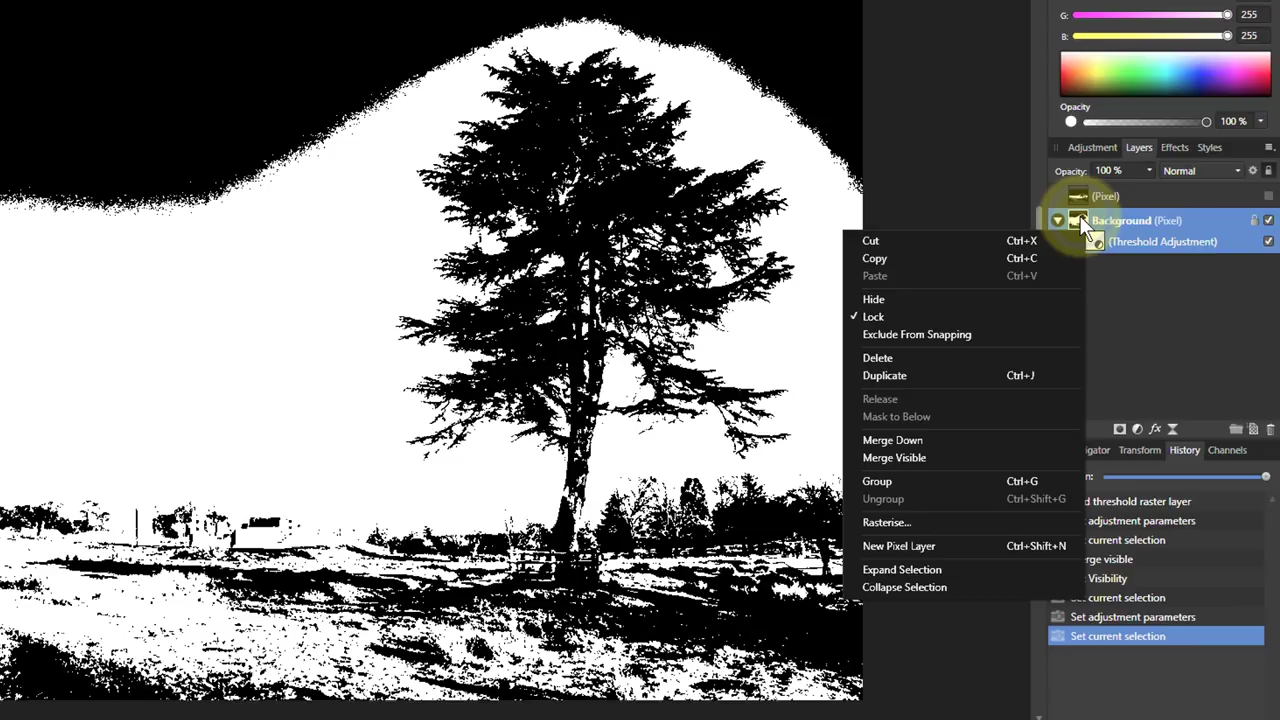 G: 255
B: 255
Opacity
100 %
Adjustment Layers Effects Styles
Opacity: 100 % Normal
(Pixel)
Background (Pixel)
(Threshold Adjustment)
Cut Ctrl+X
Copy Ctrl+C
Paste Ctrl+V
Hide
Lock
Exclude From Snapping
Delete
Duplicate Ctrl+J
Release
Mask to Below
Merge Down
Merge Visible
Group Ctrl+G
Ungroup Ctrl+Shift+G
Rasterise...
New Pixel Layer Ctrl+Shift+N
Expand Selection
Collapse Selection
Transform History Channels
threshold raster layer
adjustment parameters
current selection
visible
Visibility
current selection
Set adjustment parameters
Set current selection